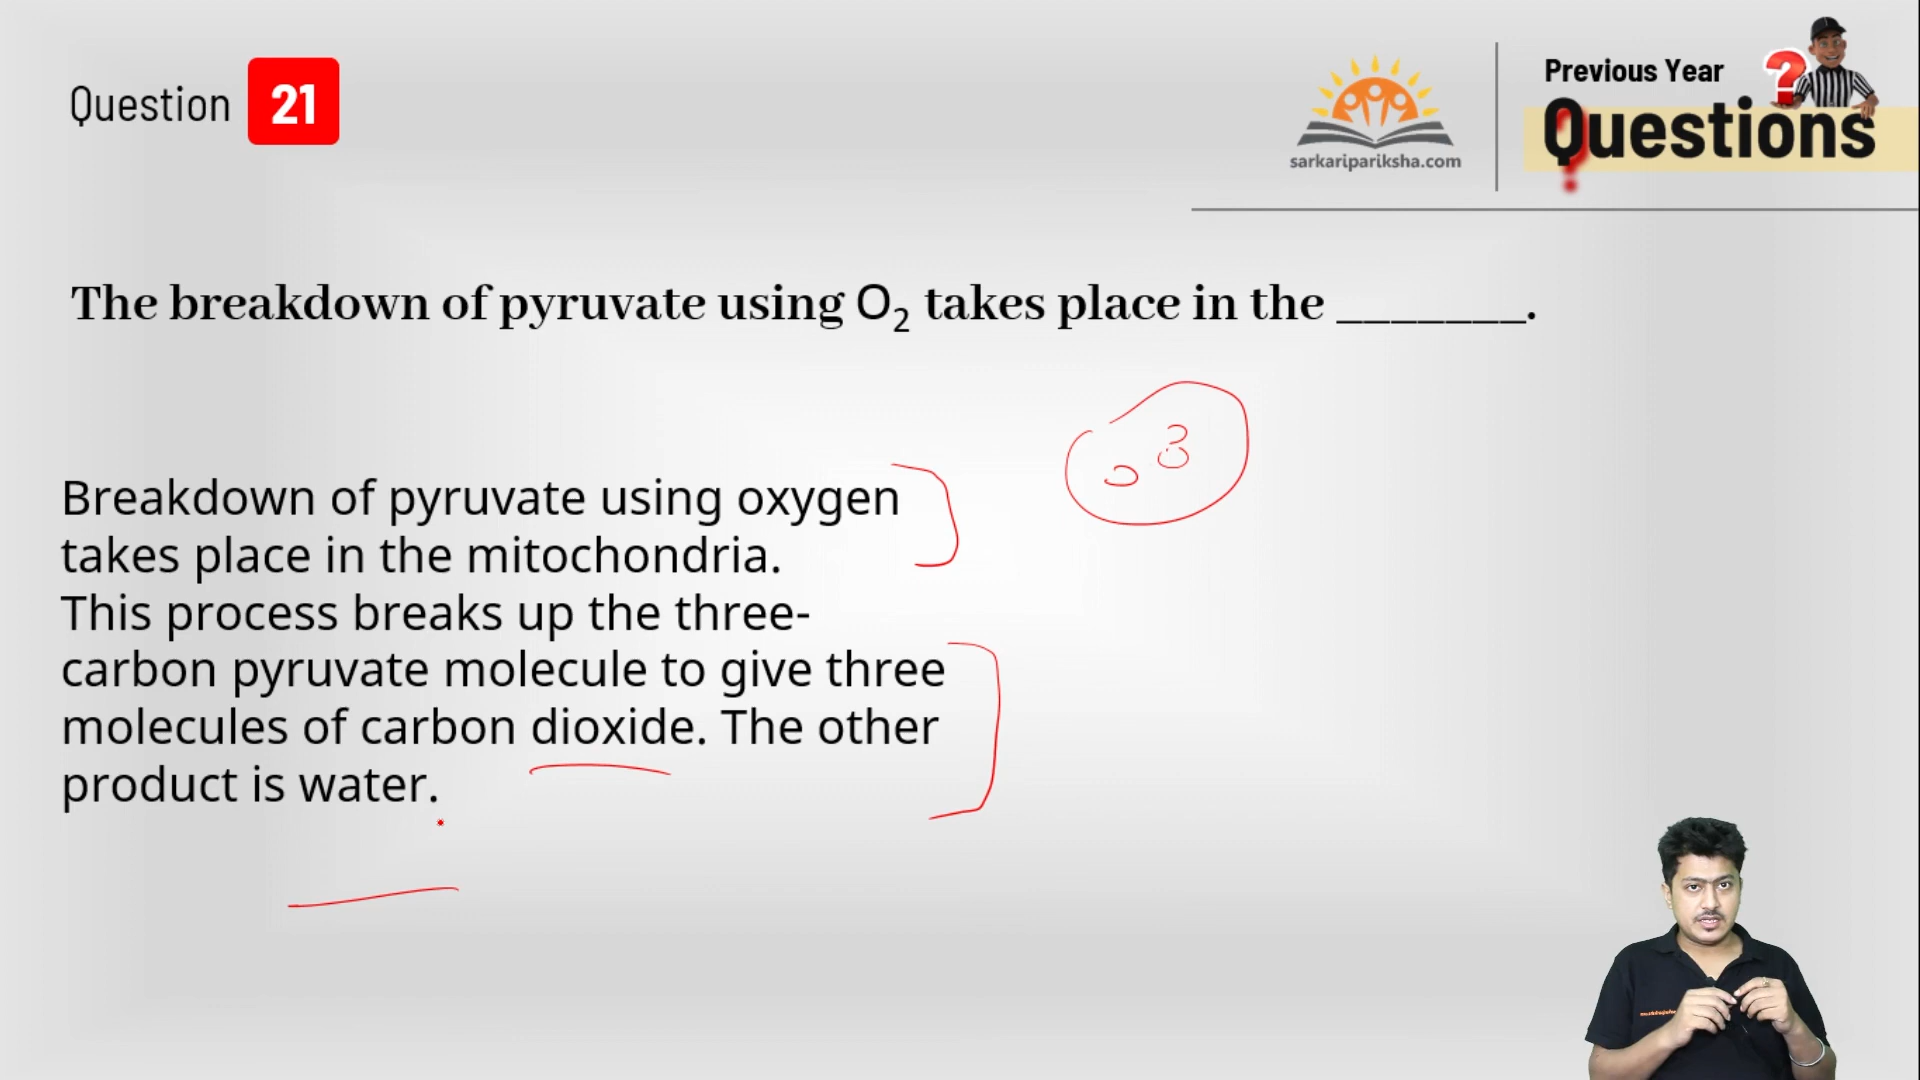 Question 21
sarkaripariksha.com
Previous Year
Questions
The breakdown of pyruvate using O₂ takes place in the _______.
Breakdown of pyruvate using oxygen
takes place in the mitochondria.
This process breaks up the three-
carbon pyruvate molecule to give three
molecules of carbon dioxide. The other
product is water.